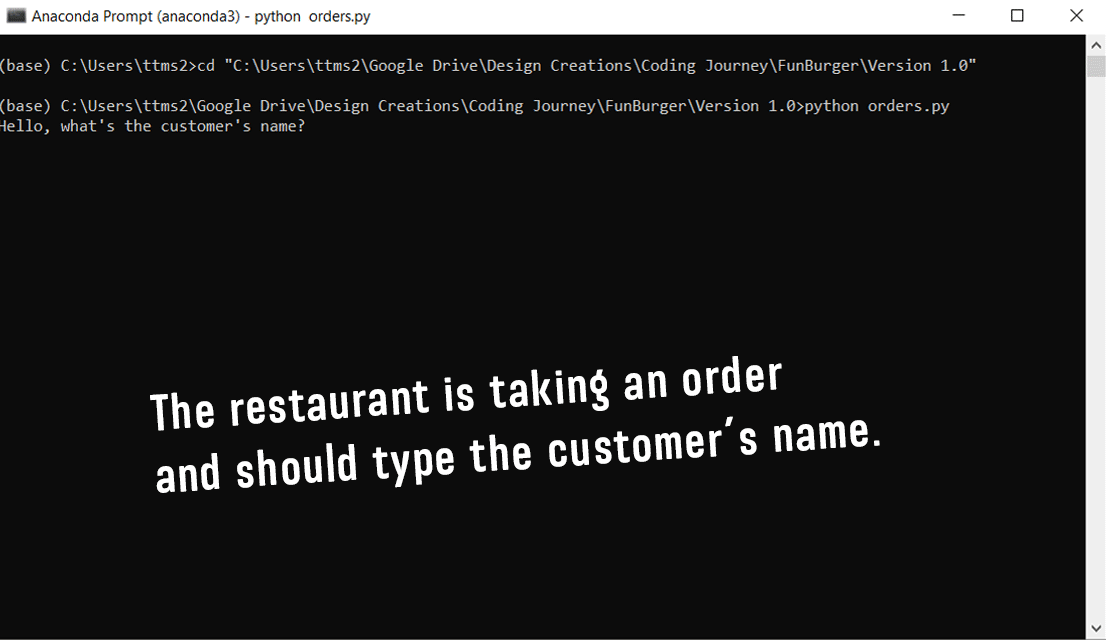 Anaconda Prompt (anaconda3) - python  orders.py
(base) C:\Users\ttms2>cd "C:\Users\ttms2\Google Drive\Design Creations\Coding Journey\FunBurger\Version 1.0"
(base) C:\Users\ttms2\Google Drive\Design Creations\Coding Journey\FunBurger\Version 1.0>python orders.py
Hello, what's the customer's name?
The restaurant is taking an order
and should type the customer's name.